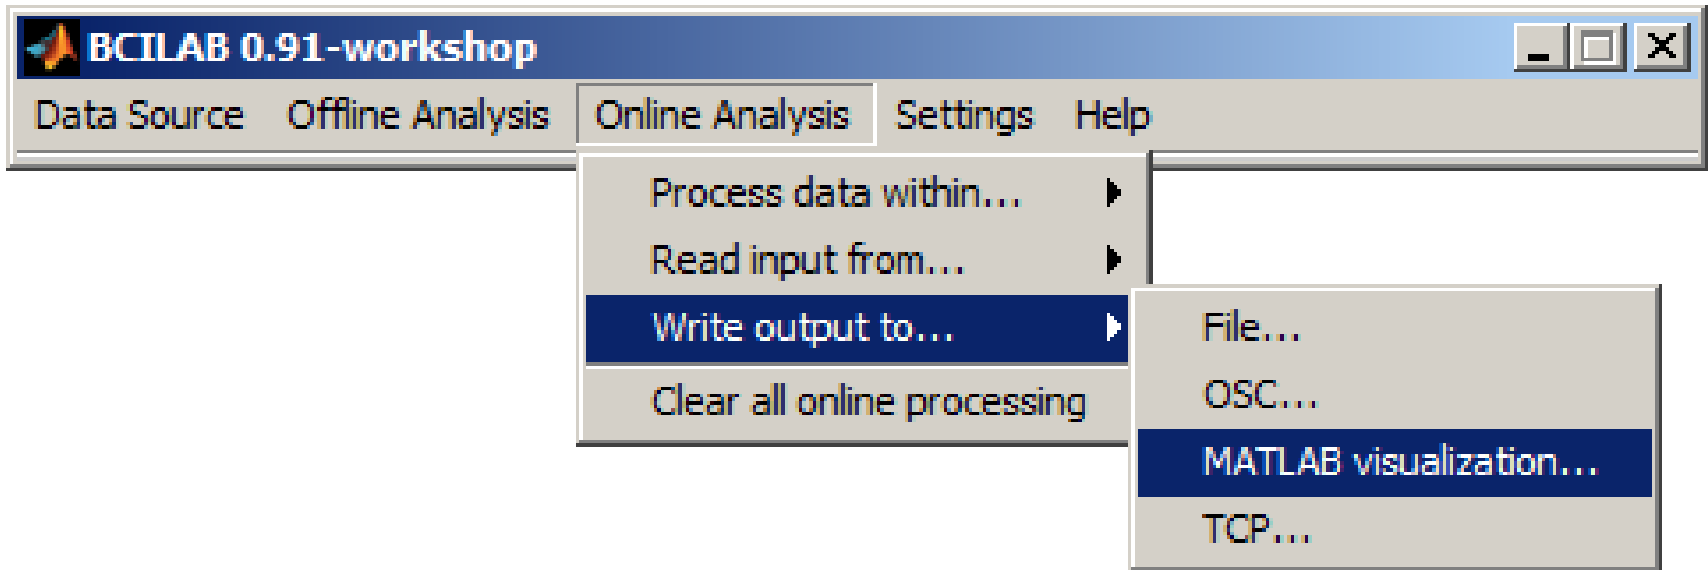 BCILAB 0.91-workshop
Data Source Offline Analysis Online Analysis Settings Help
Process data within...
Read input from...
Write output to...
Clear all online processing
File...
OSC...
MATLAB visualization...
TCP...